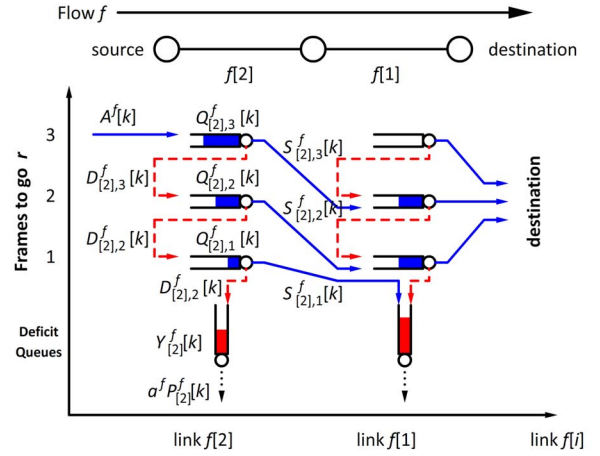 Flow f
source destination
f[2] f[1]
Frames to go r
3
2
1
A^f[k]
Q^f_{[2],3}[k]
S^f_{[2],3}[k]
D^f_{[2],3}[k]
Q^f_{[2],2}[k]
S^f_{[2],2}[k]
D^f_{[2],2}[k]
Q^f_{[2],1}[k]
D^f_{[2],2}[k]
S^f_{[2],1}[k]
destination
Deficit
Queues
Y^f_{[2]}[k]
a^f P^f_{[2]}[k]
link f[2] link f[1] link f[i]